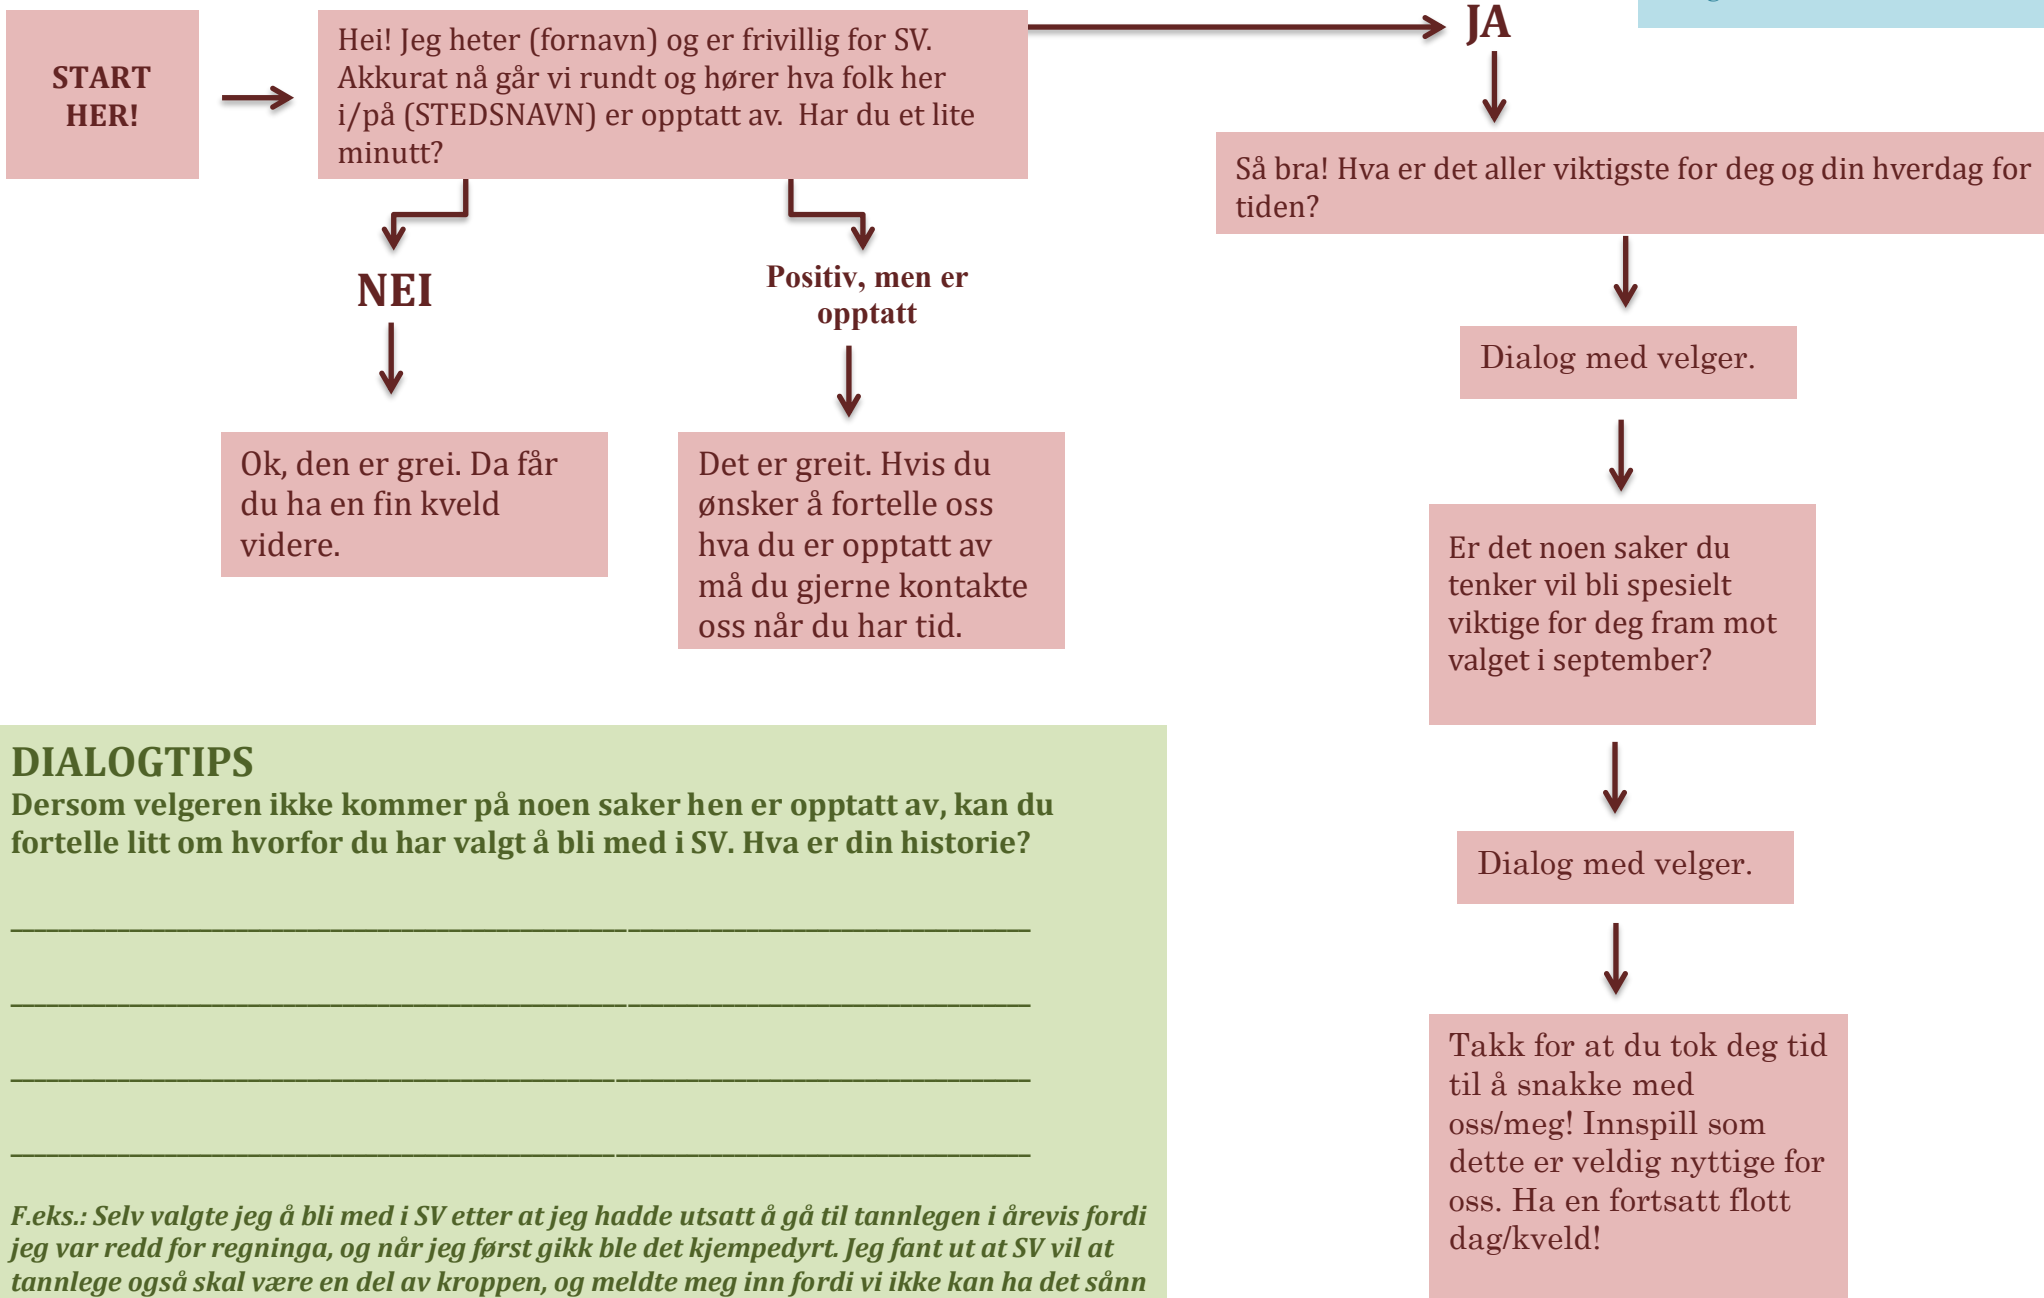 START
HER!
Hei! Jeg heter (fornavn) og er frivillig for SV.
Akkurat nå går vi rundt og hører hva folk her
i/på (STEDSNAVN) er opptatt av.  Har du et lite
minutt?
JA
Så bra! Hva er det aller viktigste for deg og din hverdag for
tiden?
NEI
Positiv, men er
opptatt
Dialog med velger.
Ok, den er grei. Da får
du ha en fin kveld
videre.
Det er greit. Hvis du
ønsker å fortelle oss
hva du er opptatt av
må du gjerne kontakte
oss når du har tid.
Er det noen saker du
tenker vil bli spesielt
viktige for deg fram mot
valget i september?
Dialog med velger.
Takk for at du tok deg tid
til å snakke med
oss/meg! Innspill som
dette er veldig nyttige for
oss. Ha en fortsatt flott
dag/kveld!
DIALOGTIPS
Dersom velgeren ikke kommer på noen saker hen er opptatt av, kan du
fortelle litt om hvorfor du har valgt å bli med i SV. Hva er din historie?
F.eks.: Selv valgte jeg å bli med i SV etter at jeg hadde utsatt å gå til tannlegen i årevis fordi
jeg var redd for regninga, og når jeg først gikk ble det kjempedyrt. Jeg fant ut at SV vil at
tannlege også skal være en del av kroppen, og meldte meg inn fordi vi ikke kan ha det sånn